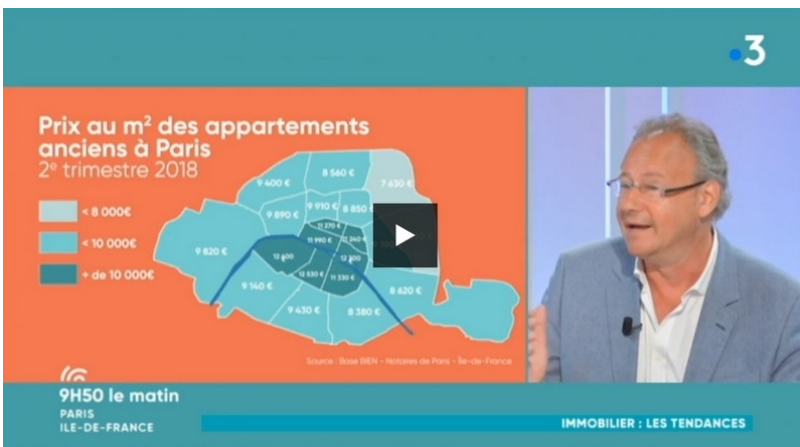 3
Prix au m² des appartements
anciens à Paris
2e trimestre 2018
< 8 000€
< 10 000€
+ de 10 000€
8 560 €
7 630 €
9 400 €
9 910 €
8 850
9 890 €
11 270 €
11 990 €
11 240 €
9 820 €
9 140 €
12 530 €
11 330 €
8 620 €
9 430 €
8 380 €
Source : Base BIEN - Notaires de Paris - Île-de-France
9H50 le matin
PARIS
ILE-DE-FRANCE
IMMOBILIER : LES TENDANCES